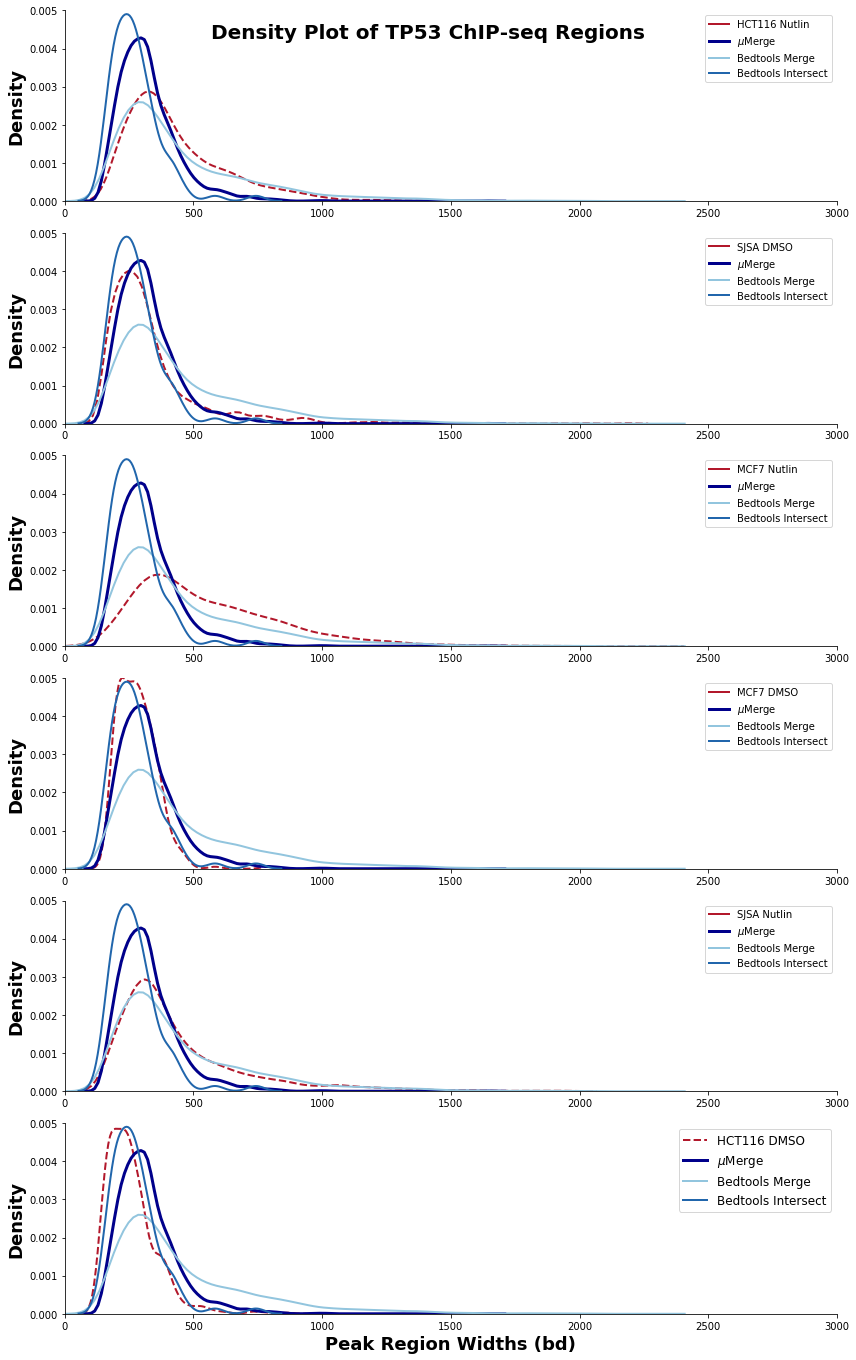 Density Plot of TP53 ChIP-seq Regions
Density
0.005
0.004
0.003
0.002
0.001
0.000
0 500 1000 1500 2000 2500 3000
HCT116 Nutlin
μMerge
Bedtools Merge
Bedtools Intersect
Density
0.005
0.004
0.003
0.002
0.001
0.000
0 500 1000 1500 2000 2500 3000
SJSA DMSO
μMerge
Bedtools Merge
Bedtools Intersect
Density
0.005
0.004
0.003
0.002
0.001
0.000
0 500 1000 1500 2000 2500 3000
MCF7 Nutlin
μMerge
Bedtools Merge
Bedtools Intersect
Density
0.005
0.004
0.003
0.002
0.001
0.000
0 500 1000 1500 2000 2500 3000
MCF7 DMSO
μMerge
Bedtools Merge
Bedtools Intersect
Density
0.005
0.004
0.003
0.002
0.001
0.000
0 500 1000 1500 2000 2500 3000
SJSA Nutlin
μMerge
Bedtools Merge
Bedtools Intersect
Density
0.005
0.004
0.003
0.002
0.001
0.000
0 500 1000 1500 2000 2500 3000
HCT116 DMSO
μMerge
Bedtools Merge
Bedtools Intersect
Peak Region Widths (bd)